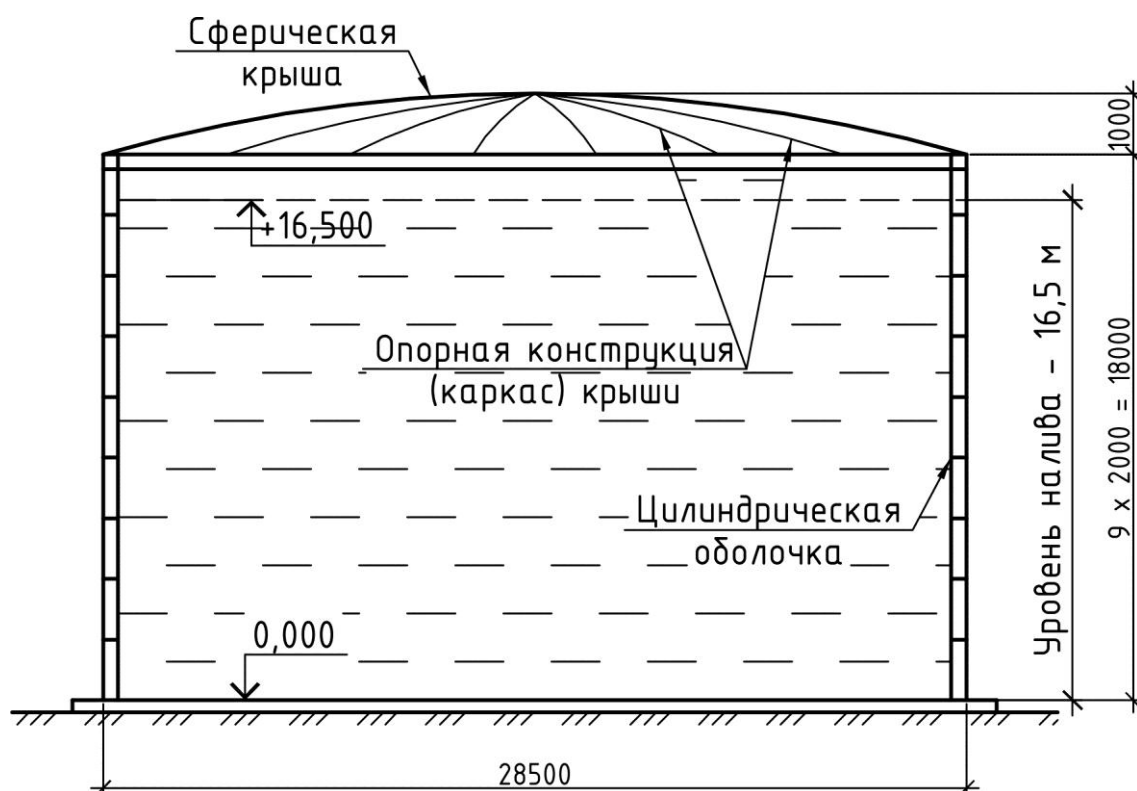 Сферическая
крыша
1000
+16,500
Опорная конструкция
(каркас) крыши
Уровень налива - 16,5 м
9 x 2000 = 18000
Цилиндрическая
оболочка
0,000
28500